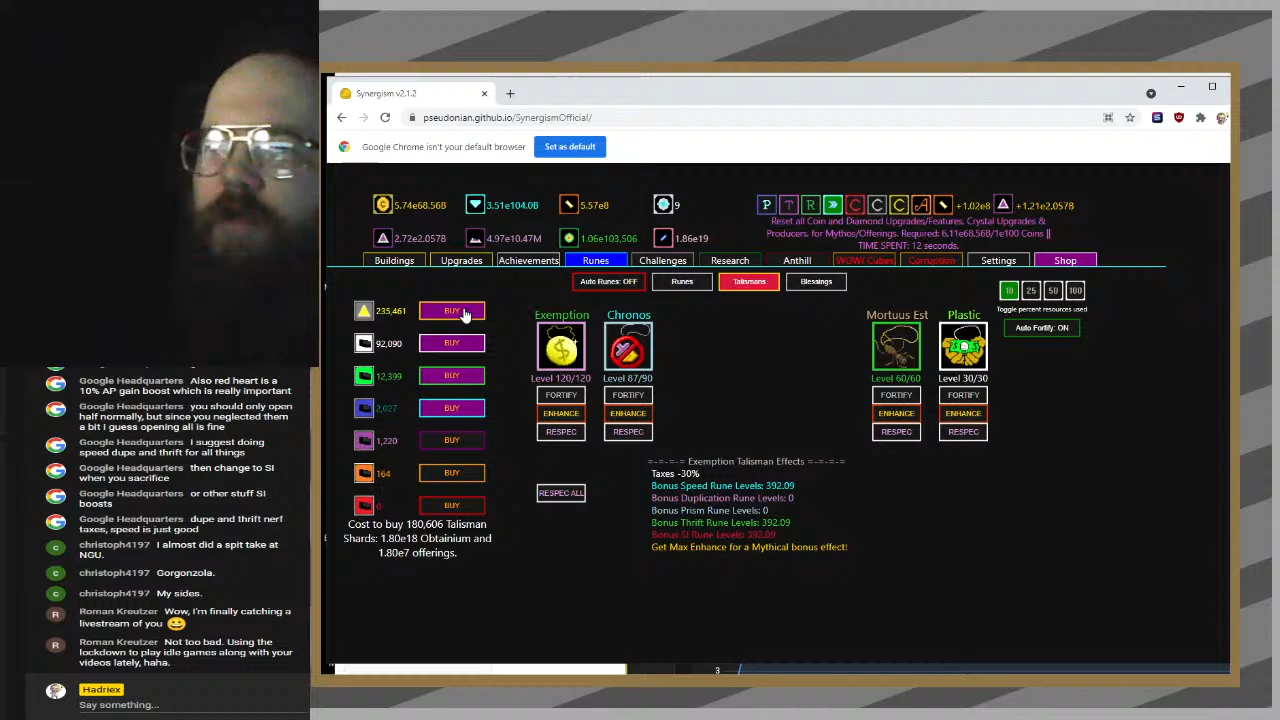 Synergism v2.1.2
pseudonian.github.io/SynergismOfficial/
Google Chrome isn't your default browser
Set as default
5.74e68.56B
3.51e104.0B
5.57e8
9
P T R C C C A +1.02e8 +1.21e2,057B
Reset all Coin and Diamond Upgrades/Features, Crystal Upgrades &
Producers, for Mythos/Offerings. Required: 6.11e68.568/1e100 Coins ||
TIME SPENT: 12 seconds.
2.72e2.057B
4.97e10.47M
1.06e103,506
1.86e19
Buildings
Upgrades
Achievements
Runes
Challenges
Research
Anthill
WOW! Cubes
Corruption
Settings
Shop
Auto Runes: OFF
Runes
Talismans
Blessings
10 25 50 100
Toggle percent resources used
Auto Fortify: ON
235,461 BUY
92,090 BUY
12,399 BUY
2,027 BUY
1,220 BUY
164 BUY
0 BUY
Cost to buy 180,606 Talisman
Shards: 1.80e18 Obtainium and
1.80e7 offerings.
Exemption
Level 120/120
FORTIFY
ENHANCE
RESPEC
Chronos
Level 87/90
FORTIFY
ENHANCE
RESPEC
Mortuus Est
Level 60/60
FORTIFY
ENHANCE
RESPEC
Plastic
Level 30/30
FORTIFY
ENHANCE
RESPEC
RESPEC ALL
=-=-=-= Exemption Talisman Effects =-=-=-=
Taxes -30%
Bonus Speed Rune Levels: 392.09
Bonus Duplication Rune Levels: 0
Bonus Prism Rune Levels: 0
Bonus Thrift Rune Levels: 392.09
Bonus SI Rune Levels: 392.09
Get Max Enhance for a Mythical bonus effect!
3
Google Headquarters Also red heart is a
10% AP gain boost which is really important
Google Headquarters you should only open
half normally, but since you neglected them
a bit I guess opening all is fine
Google Headquarters I suggest doing
speed dupe and thrift for all things
Google Headquarters then change to SI
when you sacrifice
Google Headquarters or other stuff SI
boosts
Google Headquarters dupe and thrift nerf
taxes, speed is just good
christoph4197 I almost did a spit take at
NGU.
christoph4197 Gorgonzola.
christoph4197 My sides.
Roman Kreutzer Wow, I'm finally catching a
livestream of you
Roman Kreutzer Not too bad. Using the
lockdown to play idle games along with your
videos lately, haha.
Hadriex
Say something...